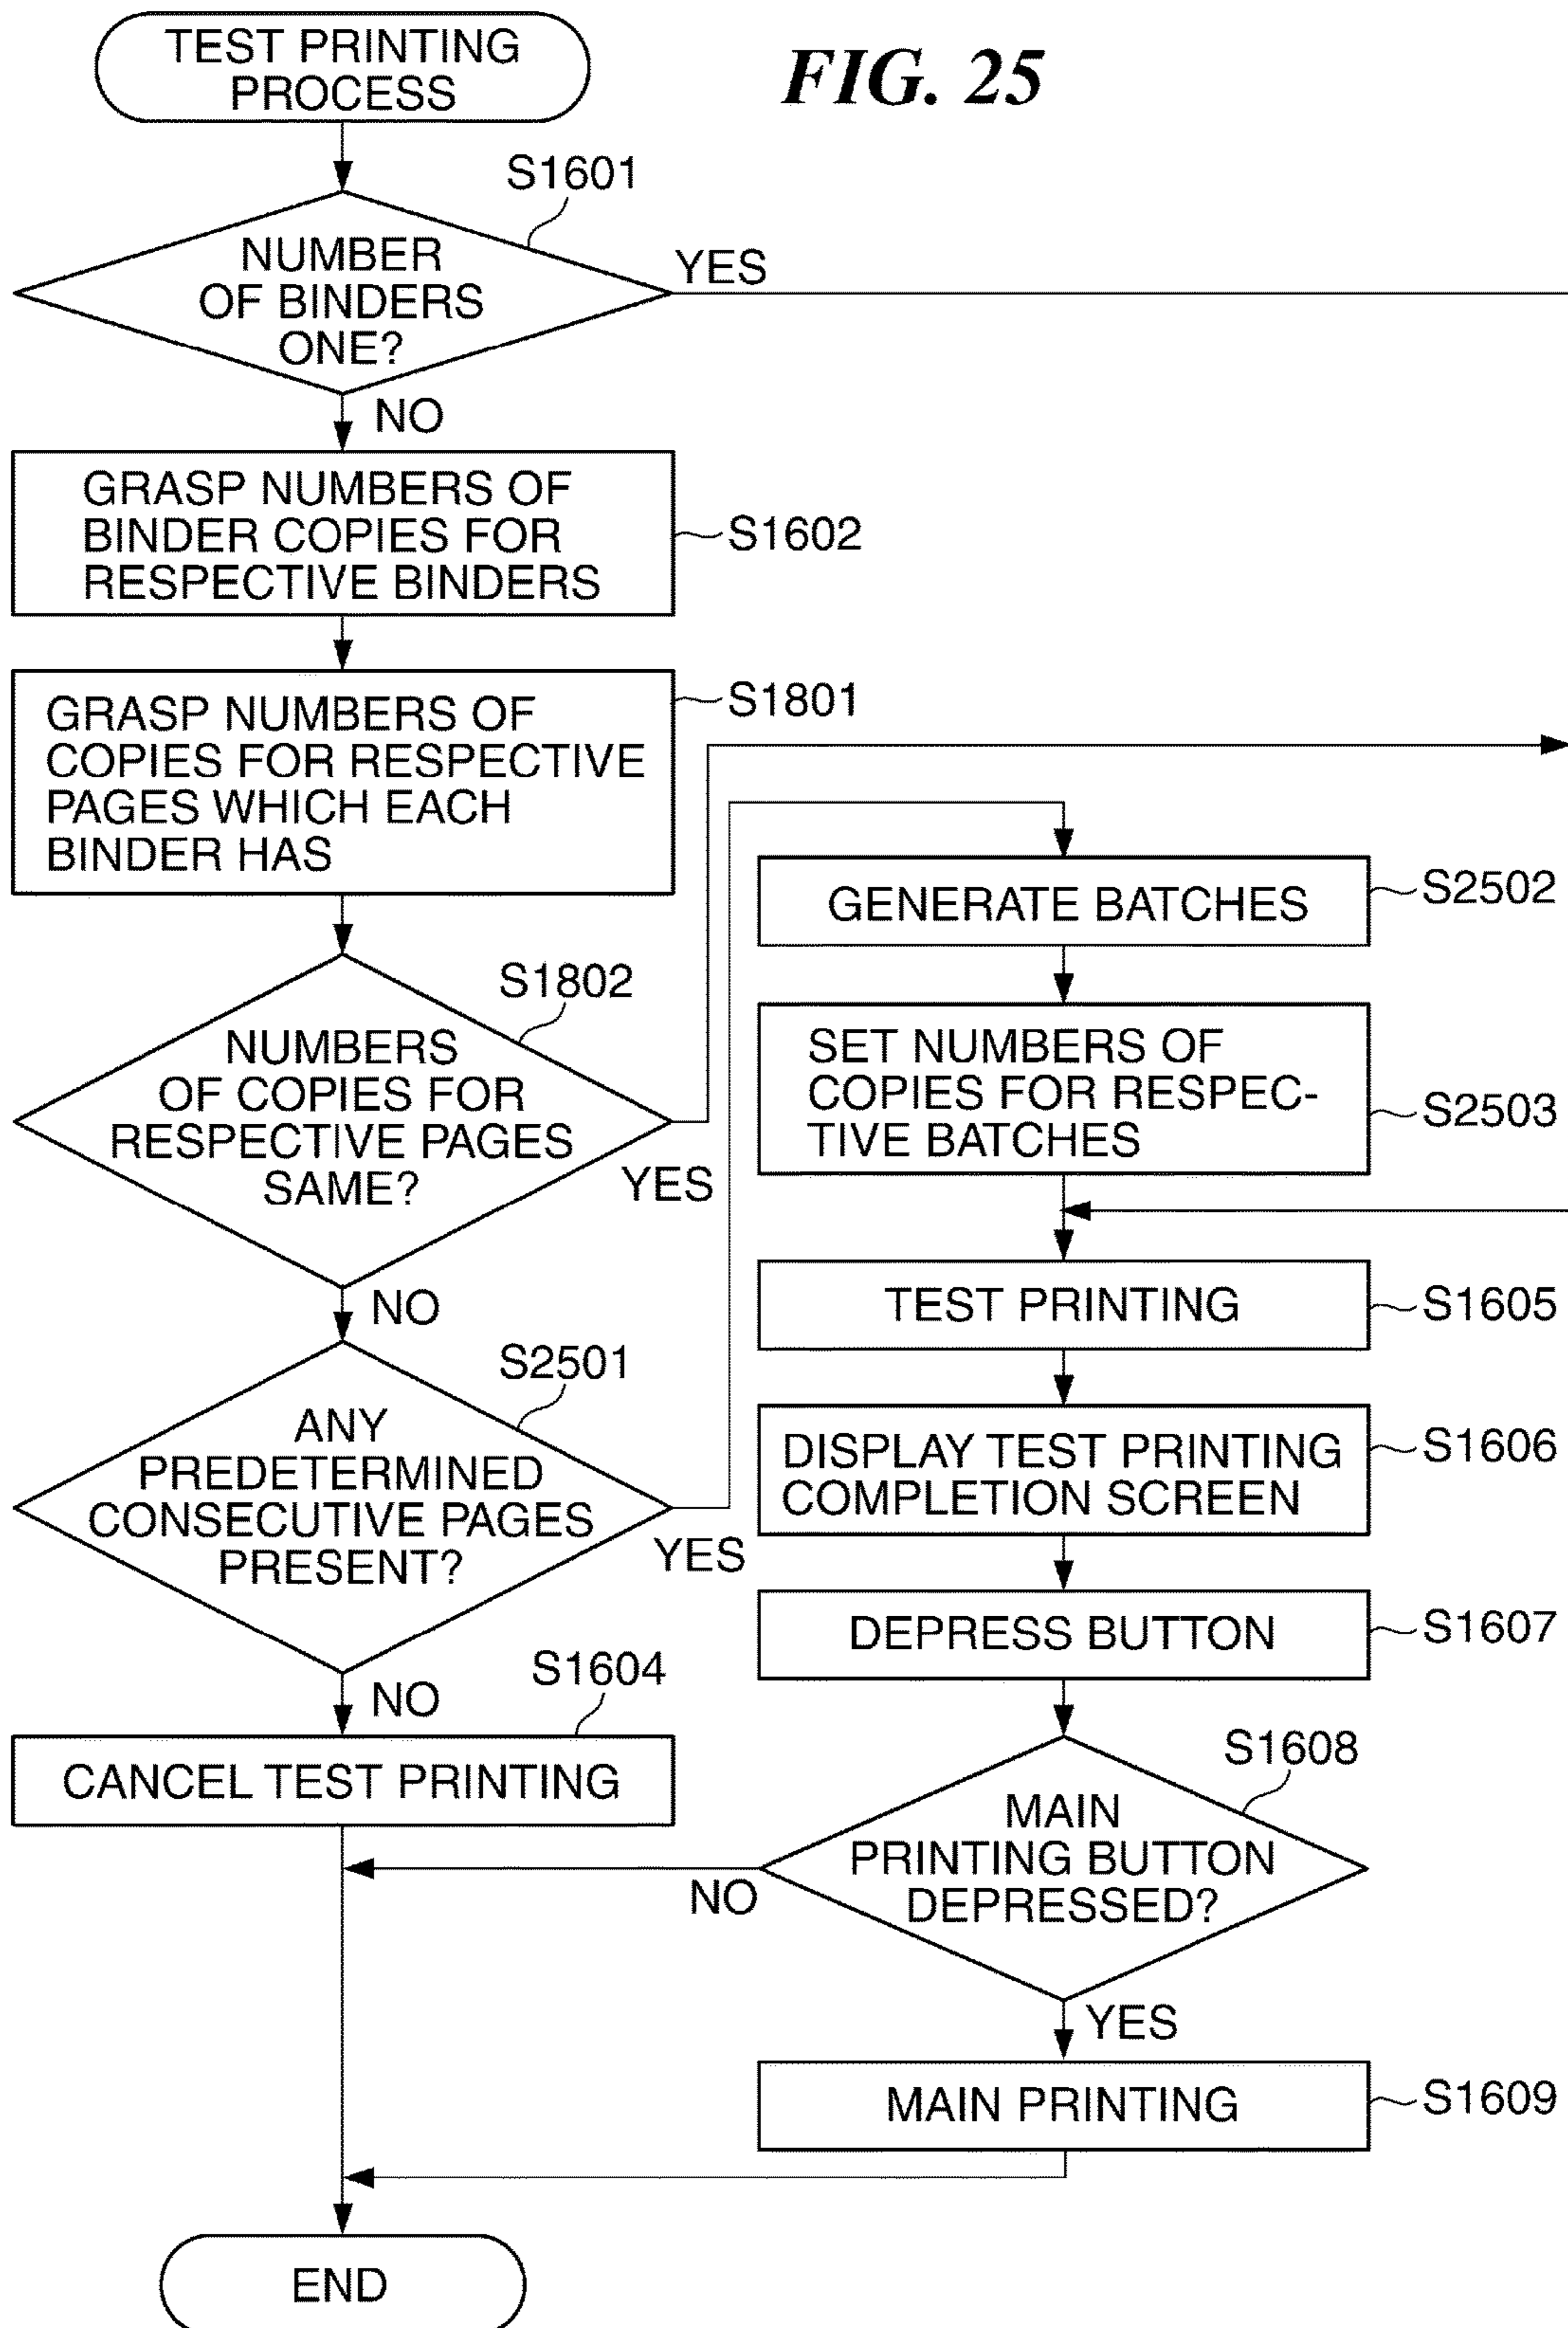 TEST PRINTING
PROCESS
FIG. 25
S1601
NUMBER
OF BINDERS
ONE?
YES
NO
GRASP NUMBERS OF
BINDER COPIES FOR
RESPECTIVE BINDERS
S1602
GRASP NUMBERS OF
COPIES FOR RESPECTIVE
PAGES WHICH EACH
BINDER HAS
S1801
S1802
NUMBERS
OF COPIES FOR
RESPECTIVE PAGES
SAME?
YES
NO
S2501
ANY
PREDETERMINED
CONSECUTIVE PAGES
PRESENT?
YES
NO
S1604
CANCEL TEST PRINTING
GENERATE BATCHES
S2502
SET NUMBERS OF
COPIES FOR RESPEC-
TIVE BATCHES
S2503
TEST PRINTING
S1605
DISPLAY TEST PRINTING
COMPLETION SCREEN
S1606
DEPRESS BUTTON
S1607
S1608
MAIN
PRINTING BUTTON
DEPRESSED?
NO
YES
MAIN PRINTING
S1609
END